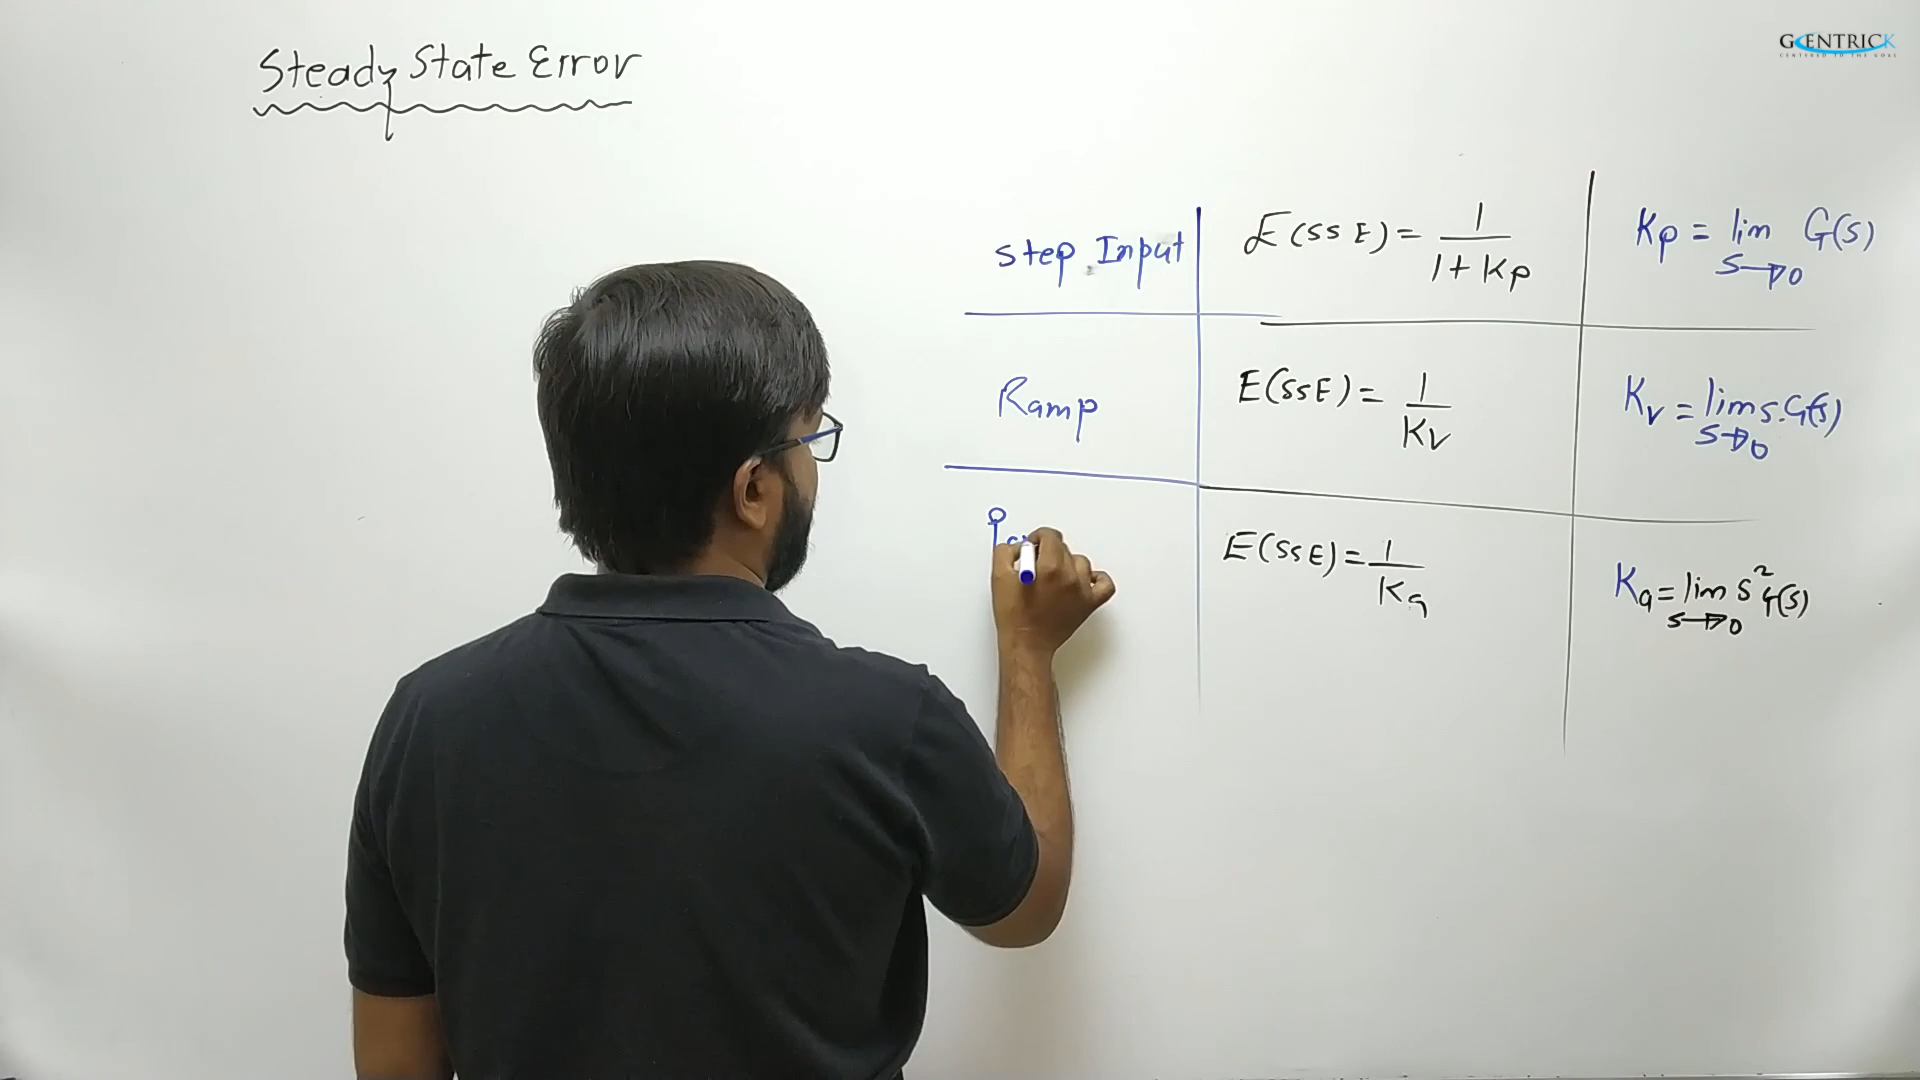 Steady State Error
GENTRICK
CENTERED TO THE GOAL
Step Input E(SSE) = 1/(1 + Kp) Kp = lim s→0 G(s)
Ramp E(SSE) = 1/Kv Kv = lim s→0 s.G(s)
E(SSE) = 1/Ka Ka = lim s→0 s² G(s)